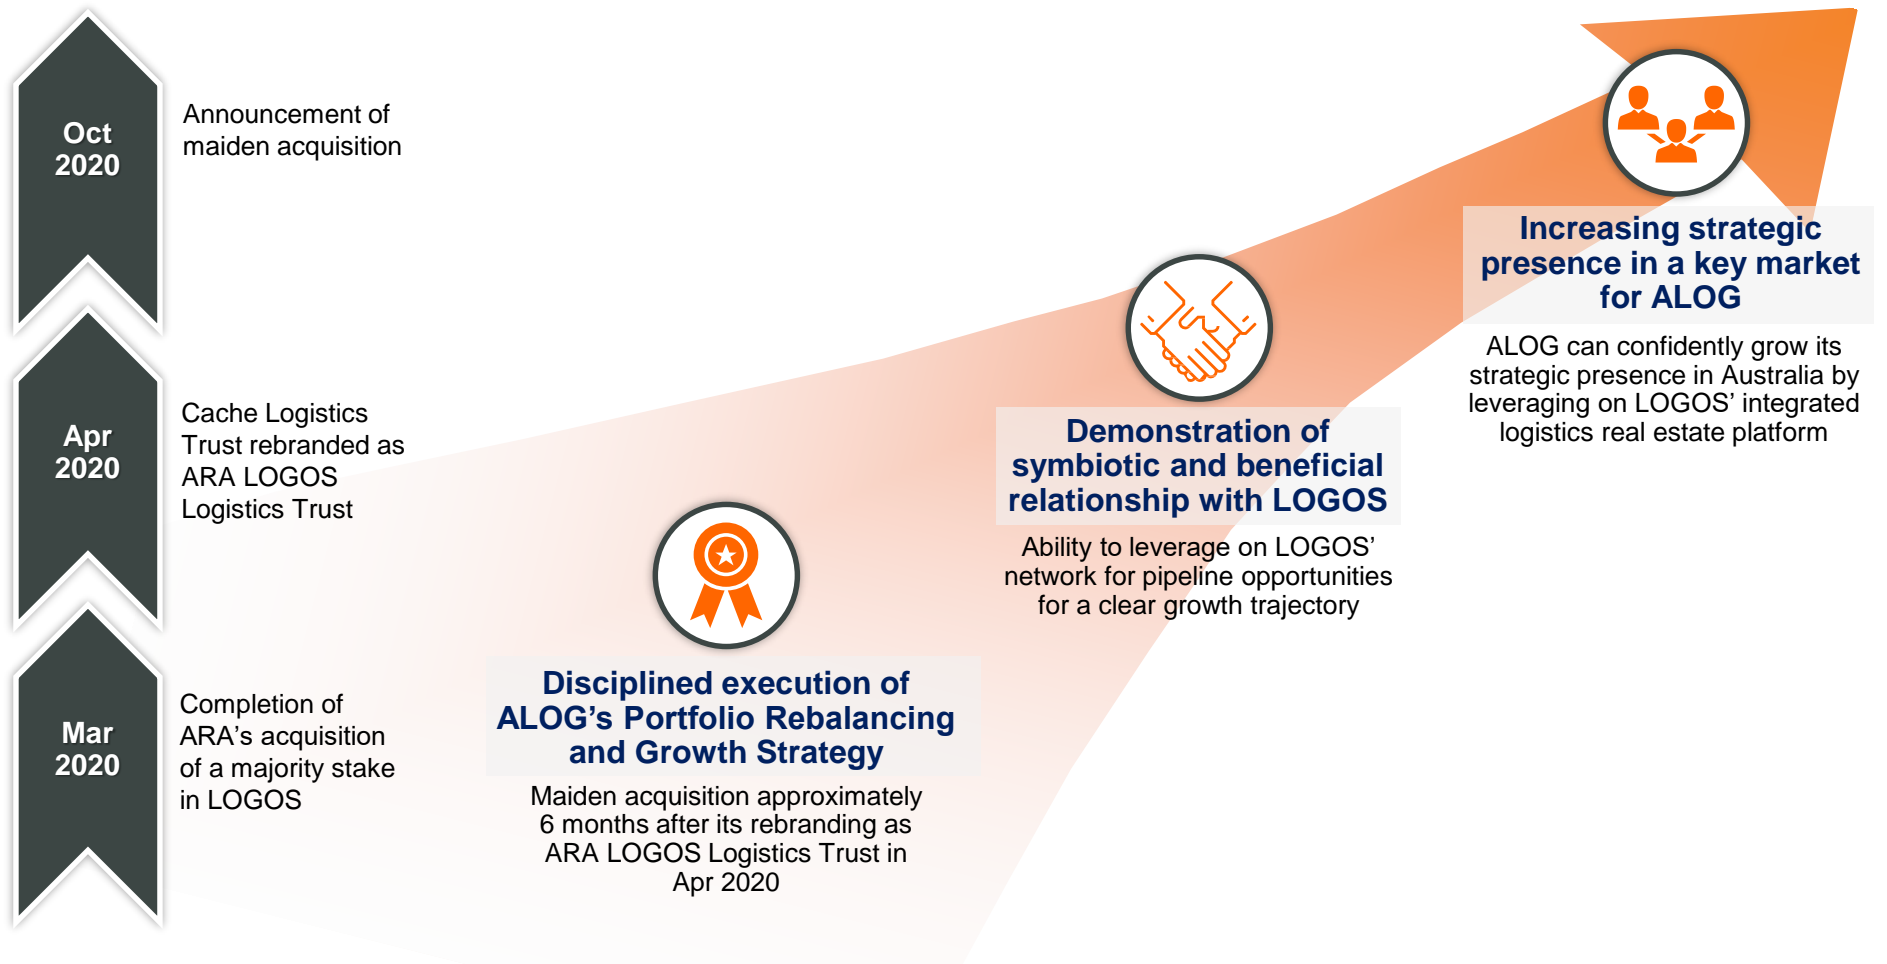 Oct
2020
Announcement of
maiden acquisition
Apr
2020
Cache Logistics
Trust rebranded as
ARA LOGOS
Logistics Trust
Mar
2020
Completion of
ARA's acquisition
of a majority stake
in LOGOS
Disciplined execution of
ALOG's Portfolio Rebalancing
and Growth Strategy
Maiden acquisition approximately
6 months after its rebranding as
ARA LOGOS Logistics Trust in
Apr 2020
Demonstration of
symbiotic and beneficial
relationship with LOGOS
Ability to leverage on LOGOS'
network for pipeline opportunities
for a clear growth trajectory
Increasing strategic
presence in a key market
for ALOG
ALOG can confidently grow its
strategic presence in Australia by
leveraging on LOGOS' integrated
logistics real estate platform